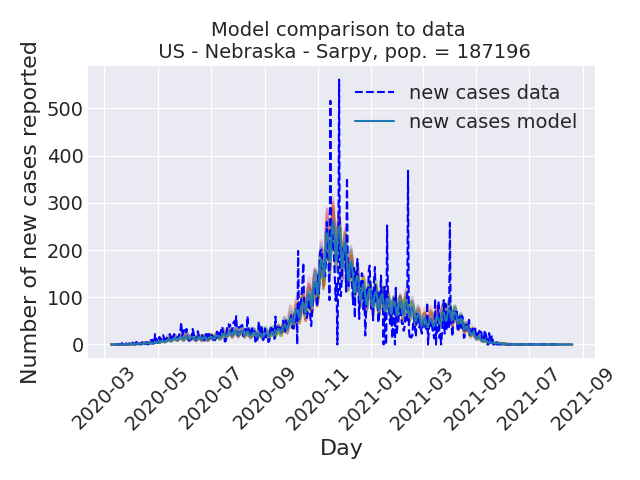 Model comparison to data
US - Nebraska - Sarpy, pop. = 187196
Number of new cases reported
500
400
300
200
100
0
new cases data
new cases model
2020-03
2020-05
2020-07
2020-09
2020-11
2021-01
2021-03
2021-05
2021-07
2021-09
Day